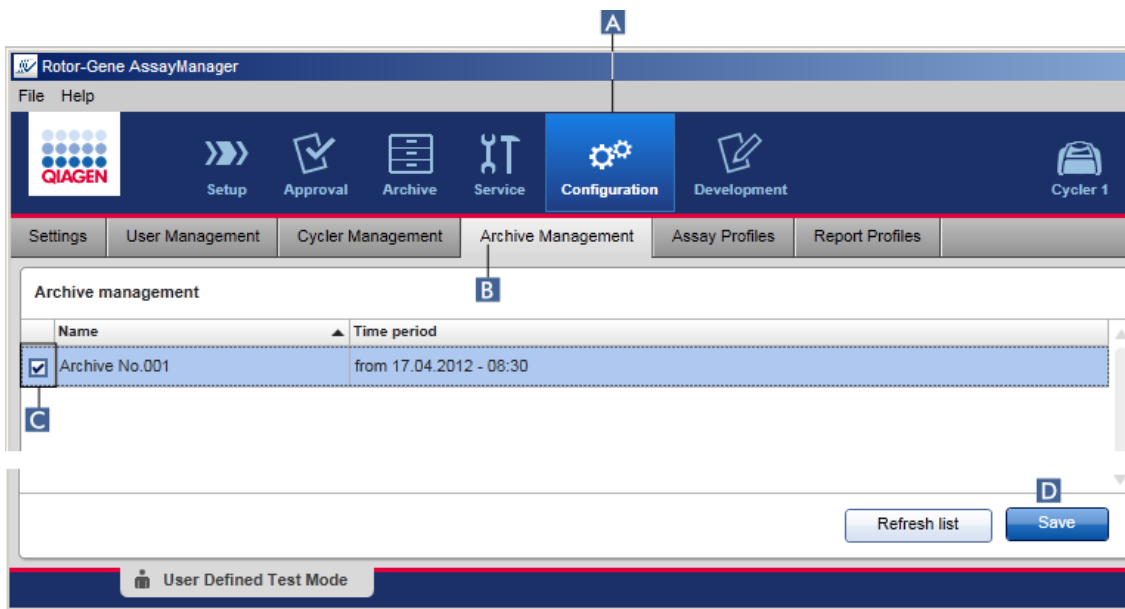 A
Rotor-Gene AssayManager
File Help
QIAGEN
Setup Approval Archive Service Configuration Development Cycler 1
Settings User Management Cycler Management Archive Management Assay Profiles Report Profiles
B
Archive management
Name Time period
Archive No.001 from 17.04.2012 - 08:30
C
D
Refresh list Save
User Defined Test Mode